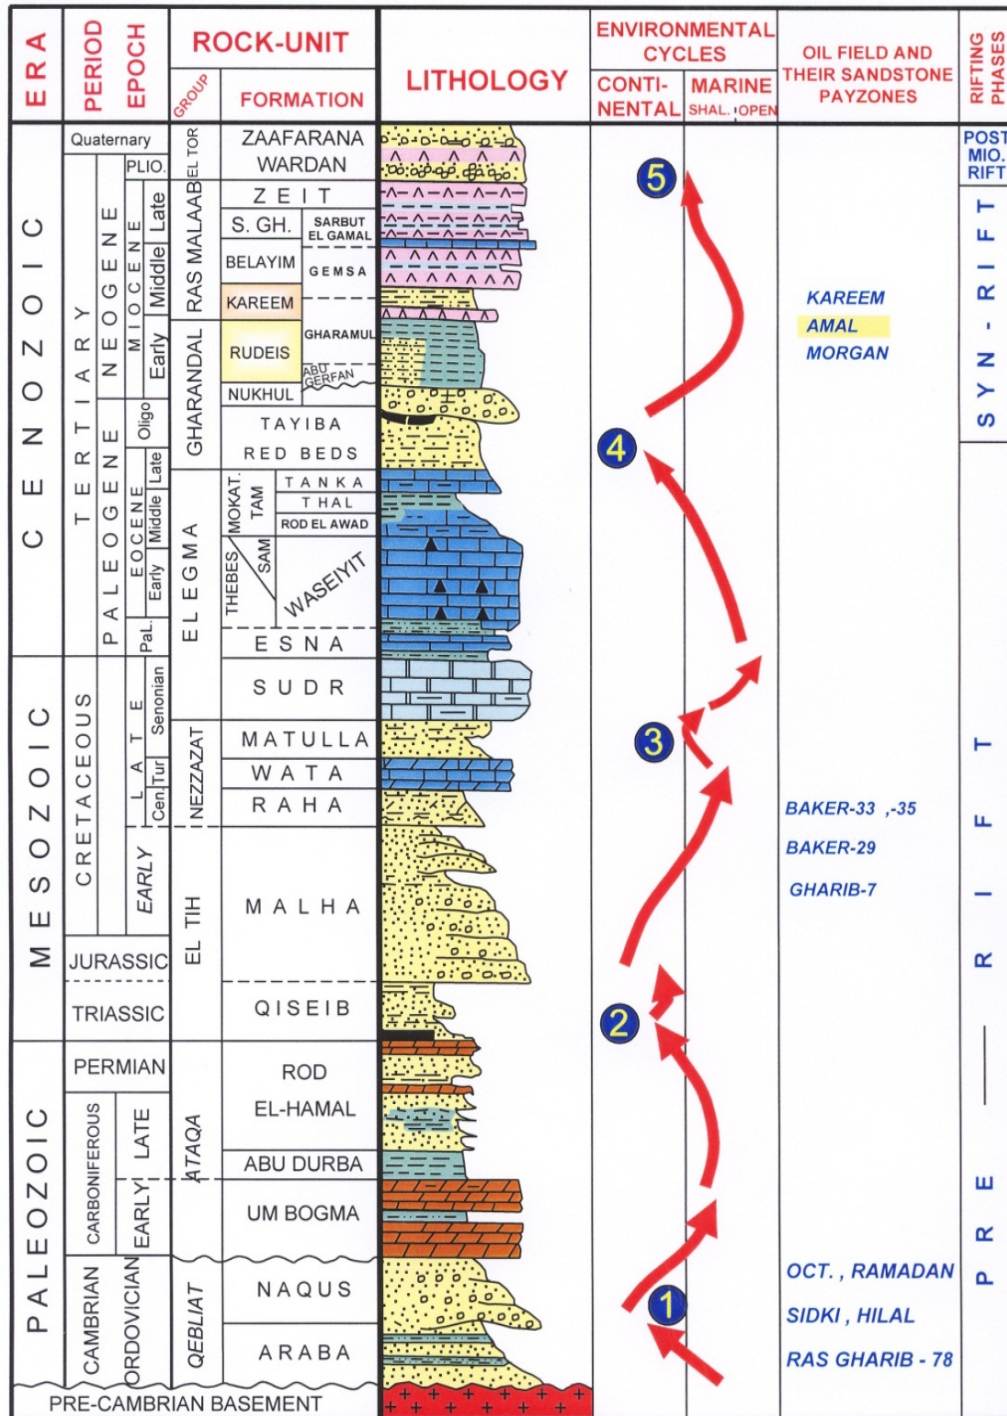 ERA
PERIOD
EPOCH
ROCK-UNIT
GROUP
FORMATION
LITHOLOGY
ENVIRONMENTAL
CYCLES
CONTI-
NENTAL
MARINE
SHAL. OPEN
OIL FIELD AND
THEIR SANDSTONE
PAYZONES
RIFTING
PHASES
CENOZOIC
MESOZOIC
PALEOZOIC
Quaternary
TERTIARY
NEOGENE
PALEOGENE
PLIO.
MIOCENE
Late
Middle
Early
Oligo
EOCENE
Late
Middle
Early
PaL.
CRETACEOUS
LATE
Senonian
Tur
Cen.
EARLY
JURASSIC
TRIASSIC
PERMIAN
CARBONIFEROUS
LATE
EARLY
CAMBRIAN
ORDOVICIAN
EL TOR
RAS MALAAB
GHARANDAL
EL EGMA
NEZZAZAT
EL TIH
ATAQA
QEBLIAT
ZAAFARANA
WARDAN
ZEIT
S. GH.
SARBUT
EL GAMAL
BELAYIM
GEMSA
KAREEM
RUDEIS
GHARAMUL
ABU
GERFAN
NUKHUL
TAYIBA
RED BEDS
MOKAT.
TAM
TANKA
THAL
ROD EL AWAD
THEBES
SAM
WASEIYIT
ESNA
SUDR
MATULLA
WATA
RAHA
MALHA
QISEIB
ROD
EL-HAMAL
ABU DURBA
UM BOGMA
NAQUS
ARABA
PRE-CAMBRIAN BASEMENT
5
4
3
2
1
KAREEM
AMAL
MORGAN
BAKER-33 ,-35
BAKER-29
GHARIB-7
OCT. , RAMADAN
SIDKI , HILAL
RAS GHARIB - 78
POST
MIO.
RIFT
SYN - RIFT
PRE — RIFT